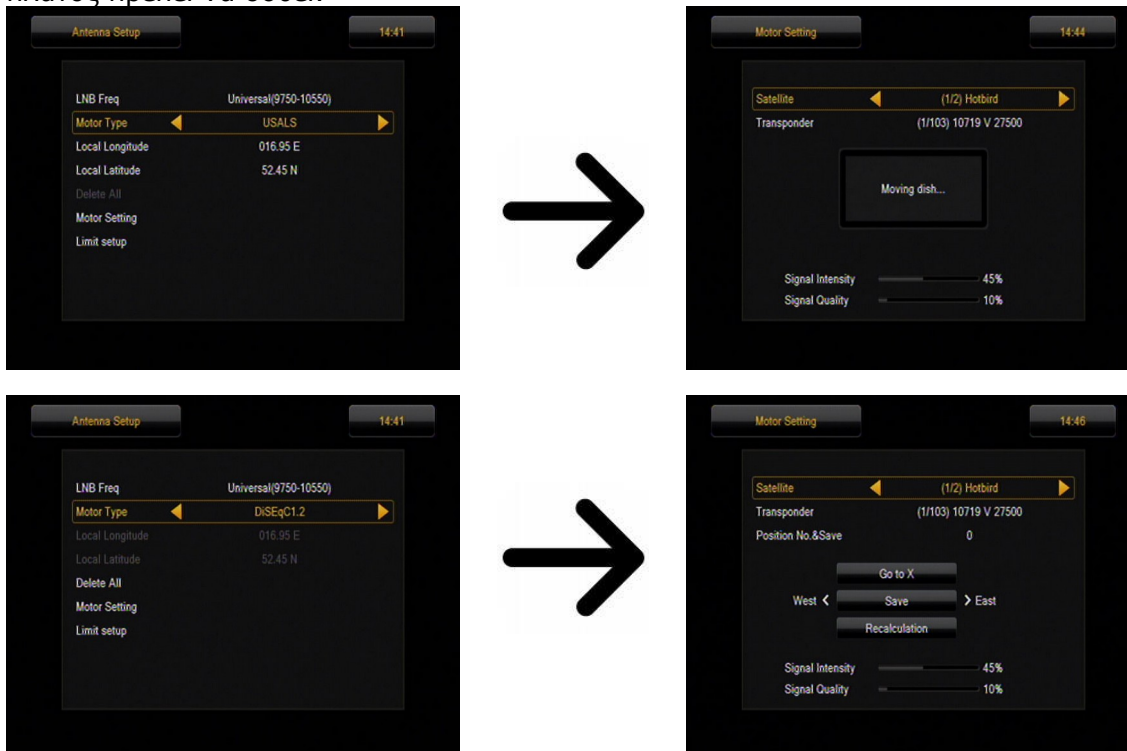 Antenna Setup 14:41
LNB Freq Universal(9750-10550)
Motor Type USALS
Local Longitude 016.95 E
Local Latitude 52.45 N
Delete All
Motor Setting
Limit setup
Motor Setting 14:44
Satellite (1/2) Hotbird
Transponder (1/103) 10719 V 27500
Moving dish...
Signal Intensity 45%
Signal Quality 10%
Antenna Setup 14:41
LNB Freq Universal(9750-10550)
Motor Type DiSEqC1.2
Local Longitude 016.95 E
Local Latitude 52.45 N
Delete All
Motor Setting
Limit setup
Motor Setting 14:46
Satellite (1/2) Hotbird
Transponder (1/103) 10719 V 27500
Position No.&Save 0
Go to X
West < Save > East
Recalculation
Signal Intensity 45%
Signal Quality 10%